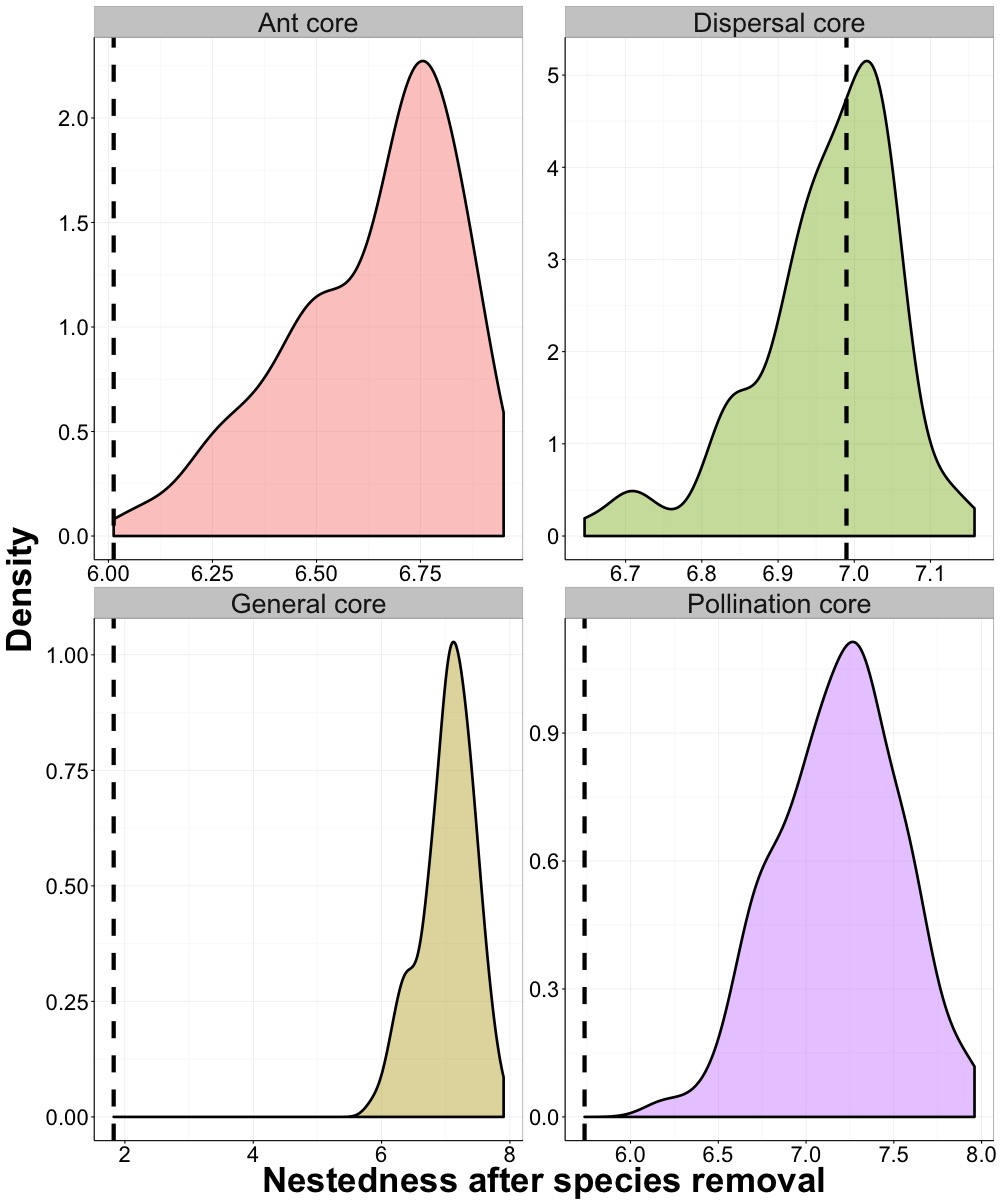 Ant core
Dispersal core
2.0
1.5
1.0
0.5
0.0
5
4
3
2
1
0
6.00 6.25 6.50 6.75
6.7 6.8 6.9 7.0 7.1
General core
Pollination core
1.00
0.75
0.50
0.25
0.00
0.9
0.6
0.3
0.0
2 4 6 8
6.0 6.5 7.0 7.5 8.0
Density
Nestedness after species removal